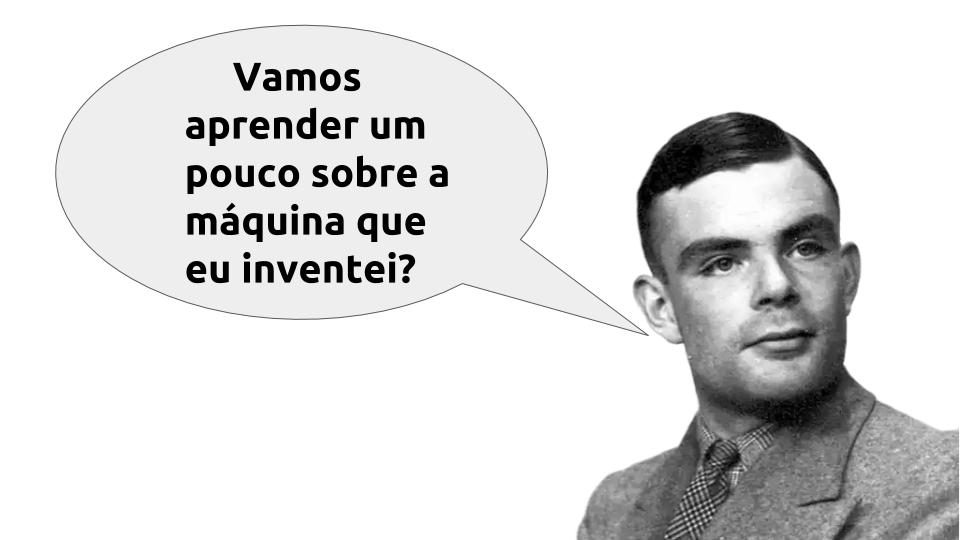 Vamos
aprender um
pouco sobre a
máquina que
eu inventei?